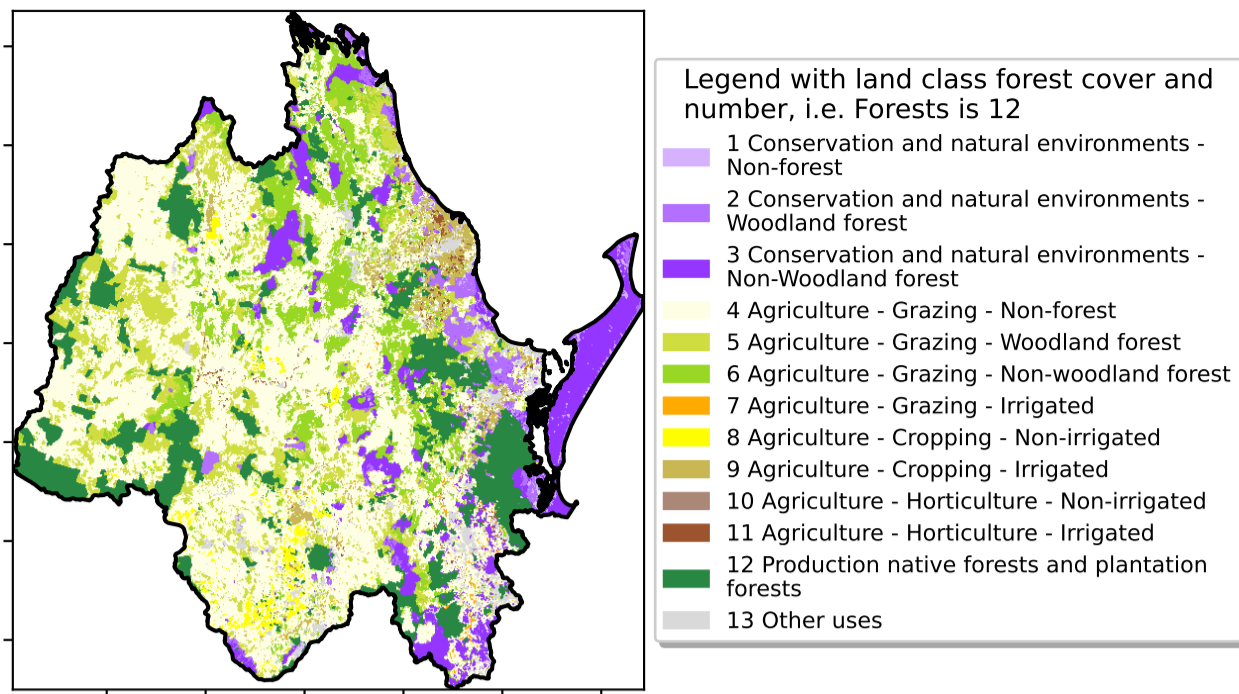 Legend with land class forest cover and
number, i.e. Forests is 12
1 Conservation and natural environments -
Non-forest
2 Conservation and natural environments -
Woodland forest
3 Conservation and natural environments -
Non-Woodland forest
4 Agriculture - Grazing - Non-forest
5 Agriculture - Grazing - Woodland forest
6 Agriculture - Grazing - Non-woodland forest
7 Agriculture - Grazing - Irrigated
8 Agriculture - Cropping - Non-irrigated
9 Agriculture - Cropping - Irrigated
10 Agriculture - Horticulture - Non-irrigated
11 Agriculture - Horticulture - Irrigated
12 Production native forests and plantation
forests
13 Other uses